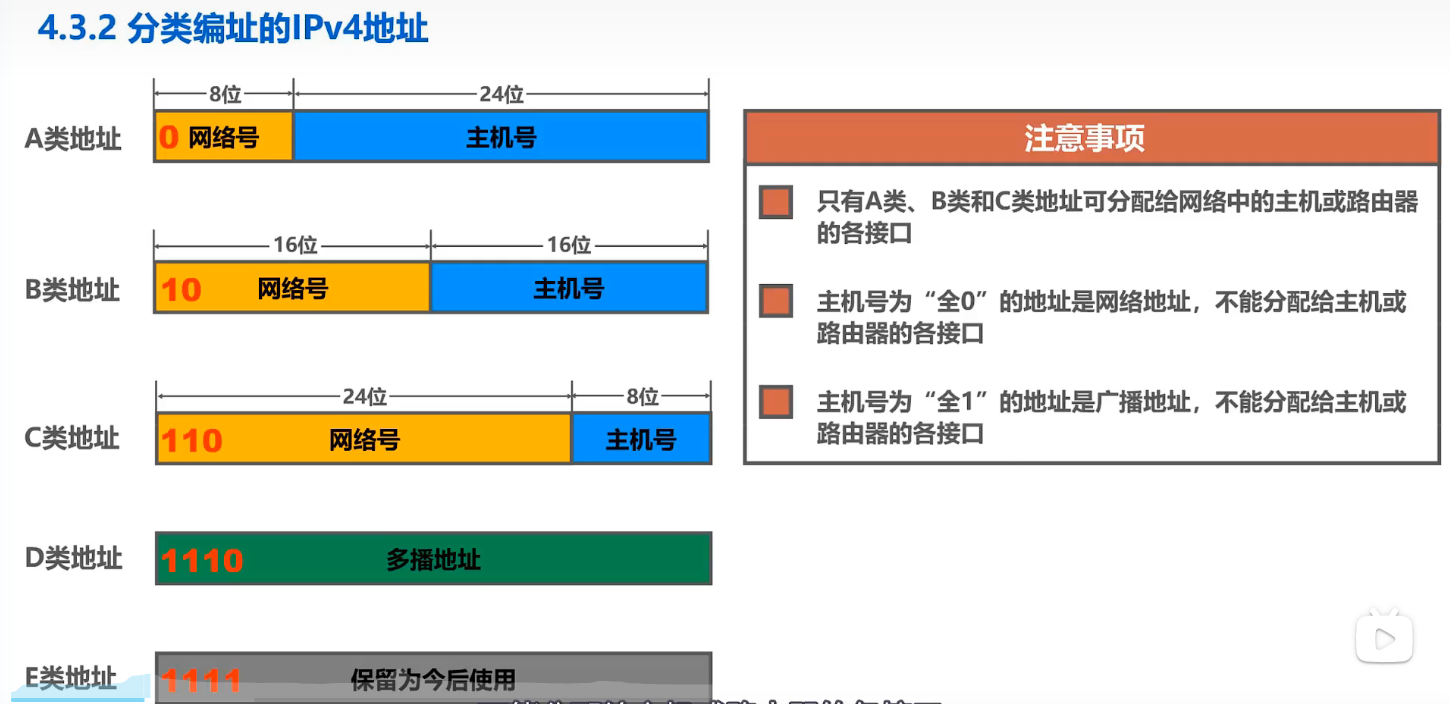 4.3.2 分类编址的IPv4地址
8位
24位
A类地址
0 网络号
主机号
16位
16位
B类地址
10 网络号
主机号
24位
8位
C类地址
110 网络号
主机号
D类地址
1110 多播地址
E类地址
1111 保留为今后使用
注意事项
只有A类、B类和C类地址可分配给网络中的主机或路由器
的各接口
主机号为“全0”的地址是网络地址，不能分配给主机或
路由器的各接口
主机号为“全1”的地址是广播地址，不能分配给主机或
路由器的各接口